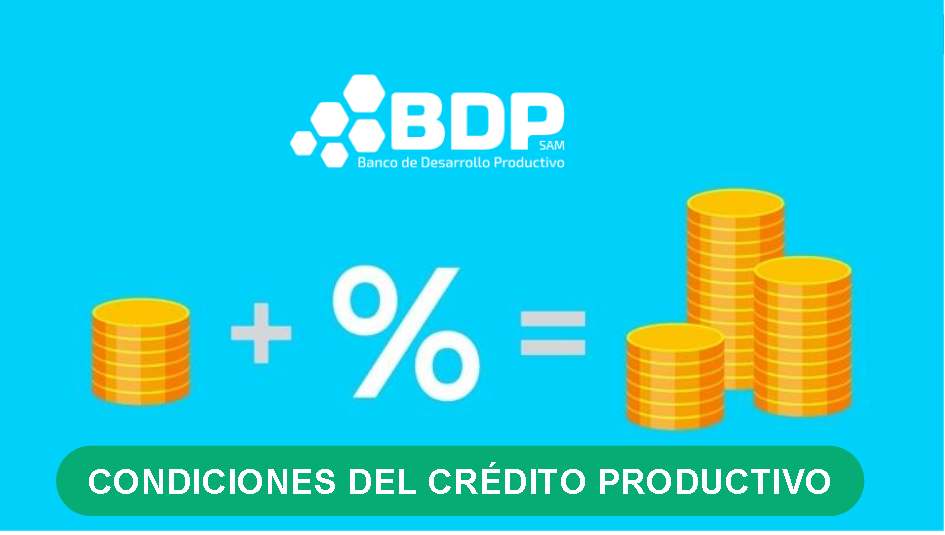 BDP
SAM
Banco de Desarrollo Productivo
+ % =
CONDICIONES DEL CRÉDITO PRODUCTIVO